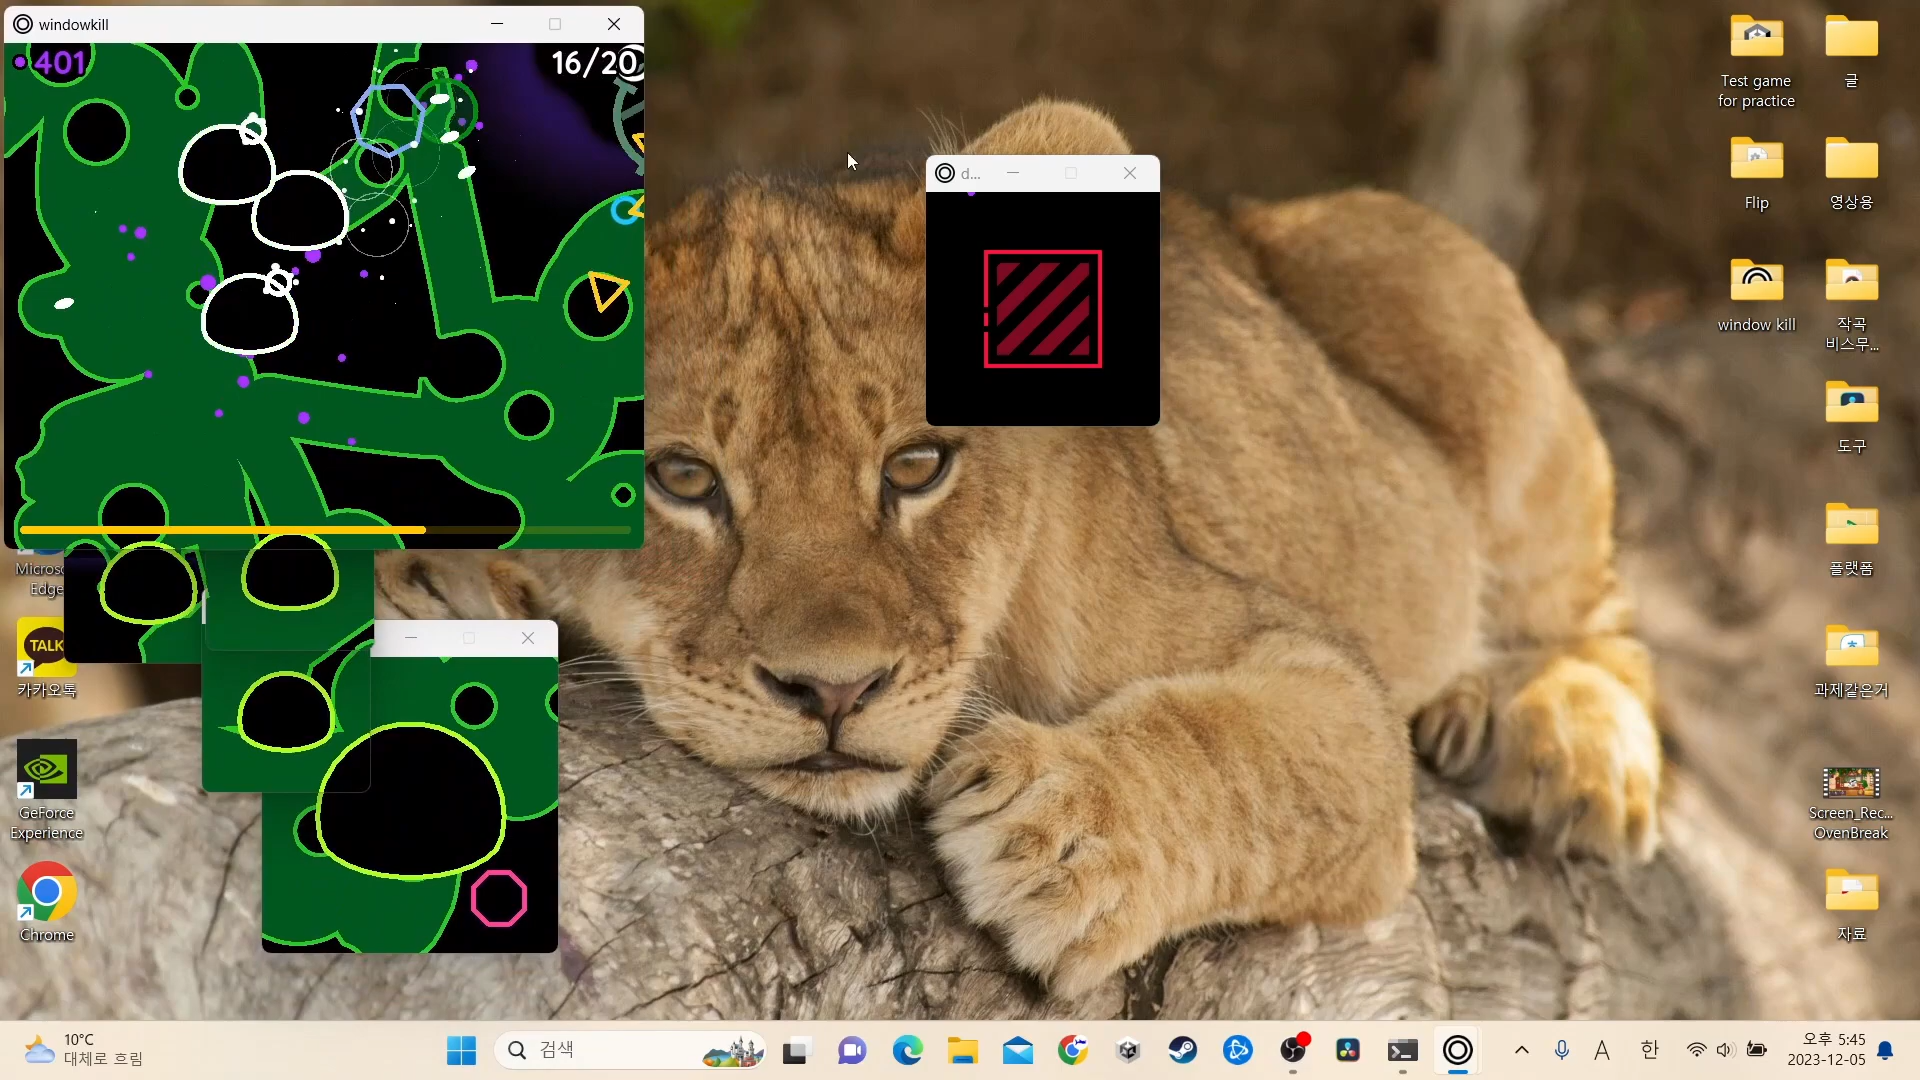 windowkill
401
16/20
d...
Test game
for practice
글
Flip
영상용
window kill
작곡
비스무...
도구
플랫폼
과제같은거
Screen_Rec...
OvenBreak
자료
Edge
TALK
카카오톡
GeForce
Experience
Chrome
10°C
대체로 흐림
검색
A
한
오후 5:45
2023-12-05